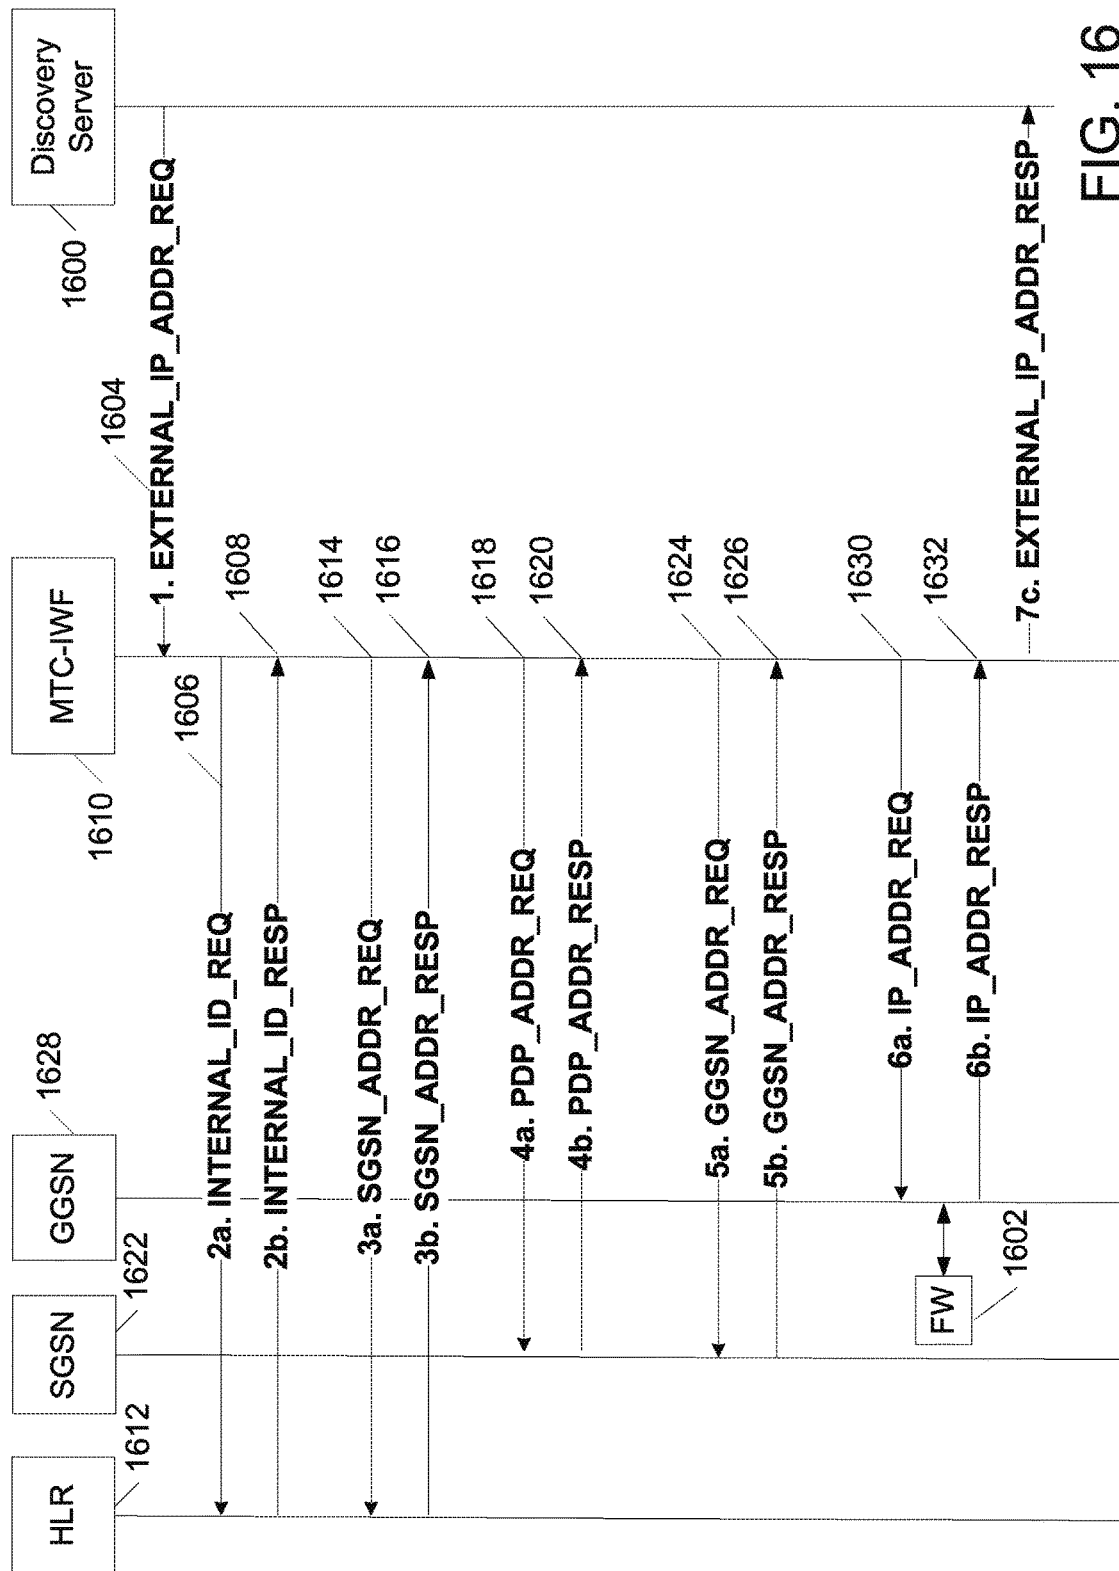 HLR
1612
SGSN
1622
GGSN
1628
MTC-IWF
1610
Discovery
Server
1600
1604
1. EXTERNAL_IP_ADDR_REQ
1606
2a. INTERNAL_ID_REQ
1608
2b. INTERNAL_ID_RESP
1614
3a. SGSN_ADDR_REQ
1616
3b. SGSN_ADDR_RESP
1618
4a. PDP_ADDR_REQ
1620
4b. PDP_ADDR_RESP
1624
5a. GGSN_ADDR_REQ
1626
5b. GGSN_ADDR_RESP
1630
6a. IP_ADDR_REQ
FW
1602
1632
6b. IP_ADDR_RESP
7c. EXTERNAL_IP_ADDR_RESP
FIG. 16